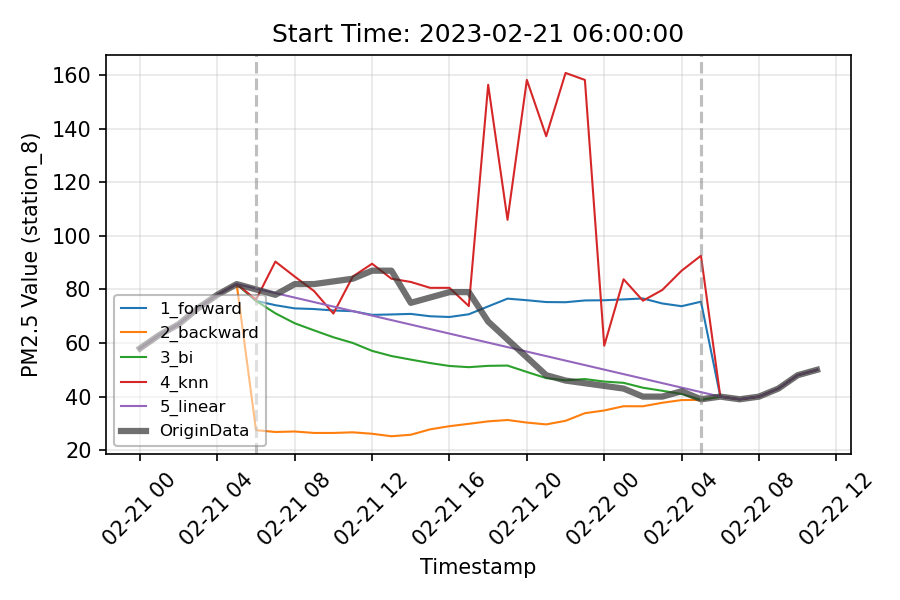 Start Time: 2023-02-21 06:00:00
PM2.5 Value (station_8)
160
140
120
100
80
60
40
20
1_forward
2_backward
3_bi
4_knn
5_linear
OriginData
02-21 00
02-21 04
02-21 08
02-21 12
02-21 16
02-21 20
02-22 00
02-22 04
02-22 08
02-22 12
Timestamp